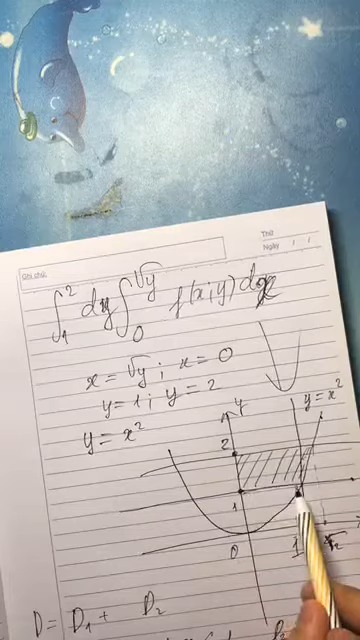 Thứ
Ngày / /
Ghi chú:
∫₁² dy ∫₀^√y f(x;y) dx
x = √y ; x = 0
y = 1 ; y = 2
y = x²
y = x²
y
2
1
0
1
√2
D = D₁ + D₂